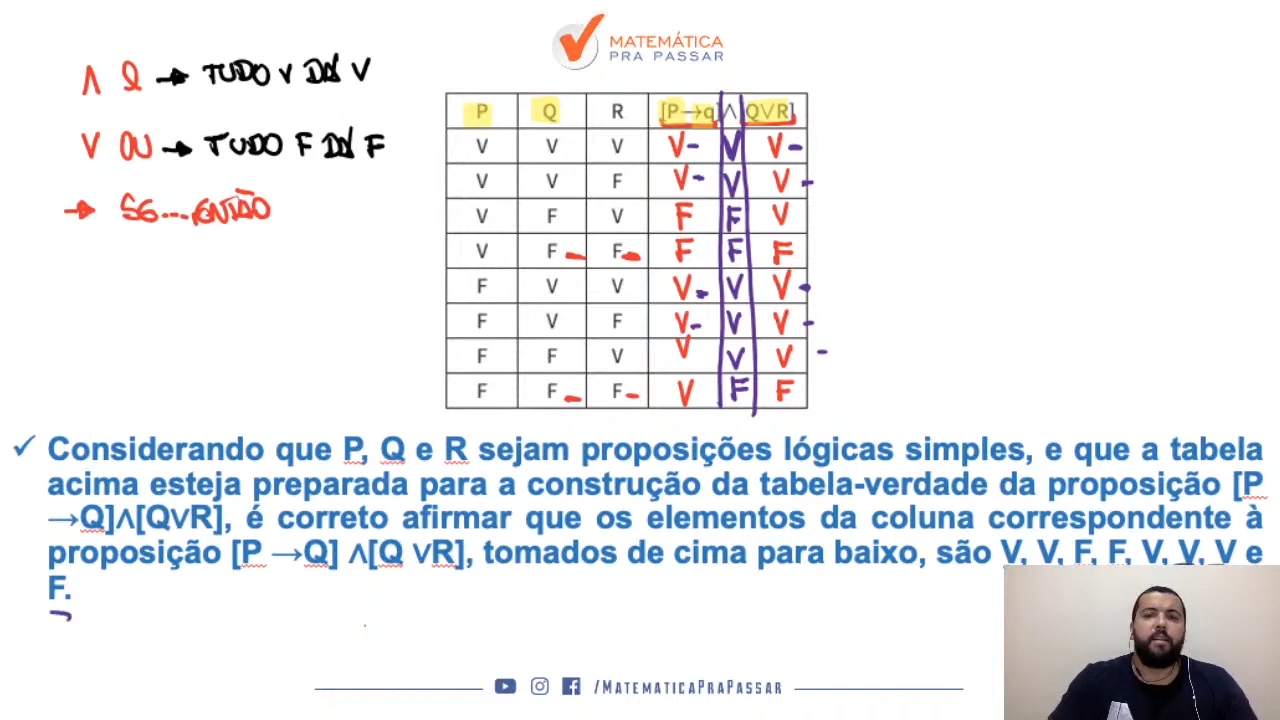 MATEMÁTICA
PRA PASSAR
∧ e → TUDO V DÁ V
∨ OU → TUDO F DÁ F
→ SE... ENTÃO
P Q R [P→q]∧[Q∨R]
V V V V V V
V V F V V V
V F V F F V
V F F F F F
F V V V V V
F V F V V V
F F V V V V
F F F V F F
✓ Considerando que P, Q e R sejam proposições lógicas simples, e que a tabela
acima esteja preparada para a construção da tabela-verdade da proposição [P
→Q]∧[Q∨R], é correto afirmar que os elementos da coluna correspondente à
proposição [P →Q] ∧[Q ∨R], tomados de cima para baixo, são V, V, F, F, V, V, V e
F.
/MatematicaPraPassar